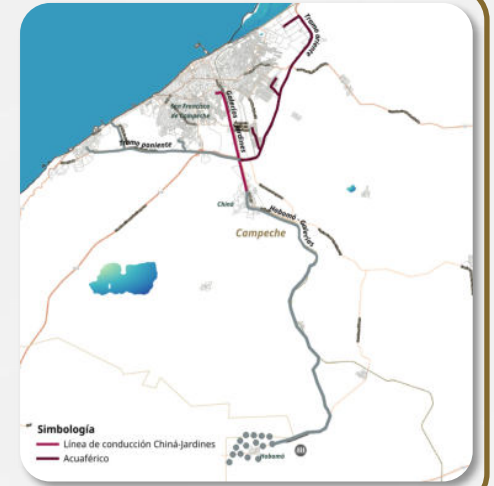 Tramo oriente
San Francisco
de Campeche
Galerías - Jardines
Tramo poniente
Chiná
Hobomó - Galerías
Campeche
Hobomó
Simbología
Línea de conducción Chiná-Jardines
Acuaférico